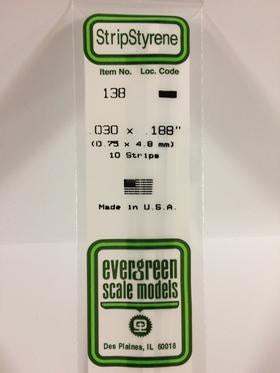 StripStyrene
Item No. Loc. Code
138
.030 × .188"
(0.75 x 4.8 mm)
10 Strips
Made in U.S.A.
evergreen
scale models
Des Plaines, IL 60018